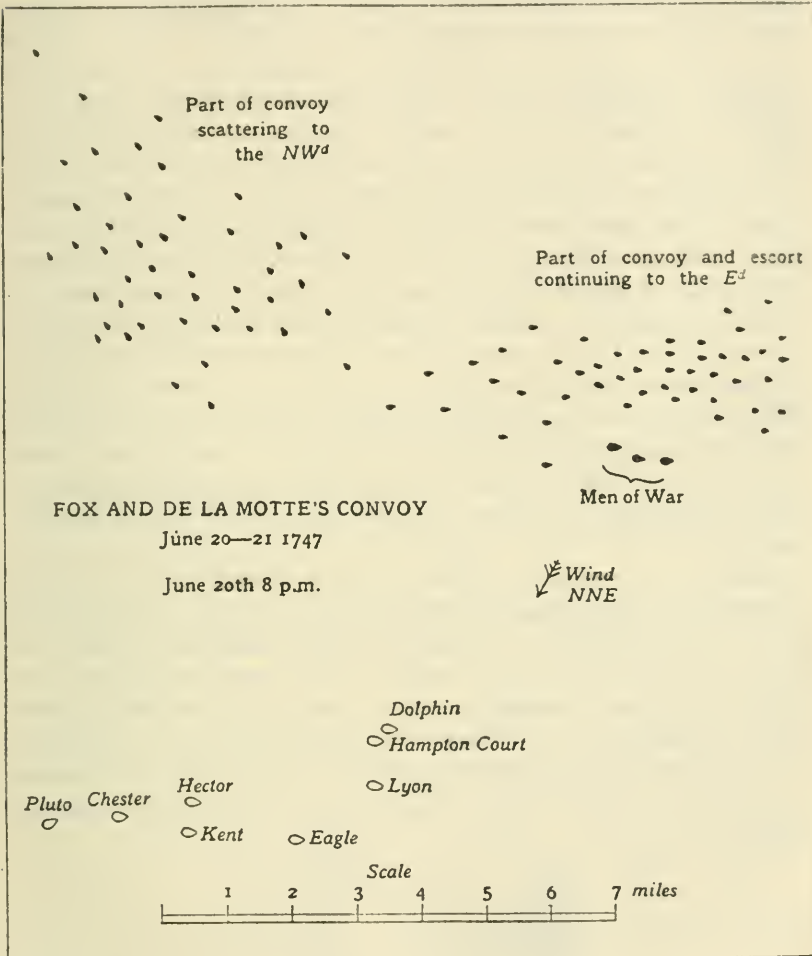 Part of convoy
scattering to
the NWᵈ
Part of convoy and escort
continuing to the Eᵈ
Men of War
FOX AND DE LA MOTTE'S CONVOY
June 20—21 1747
June 20th 8 p.m.
Wind
NNE
Dolphin
Hampton Court
Lyon
Hector
Chester
Pluto
Kent
Eagle
Scale
1 2 3 4 5 6 7 miles